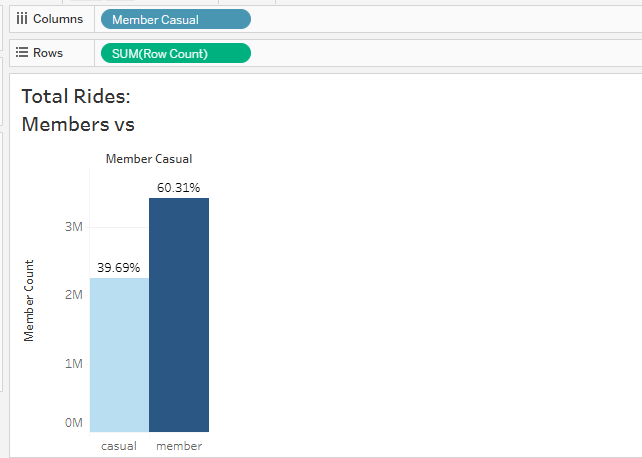 Columns
Member Casual
Rows
SUM(Row Count)
Total Rides:
Members vs
Member Casual
60.31%
39.69%
3M
2M
1M
0M
Member Count
casual
member